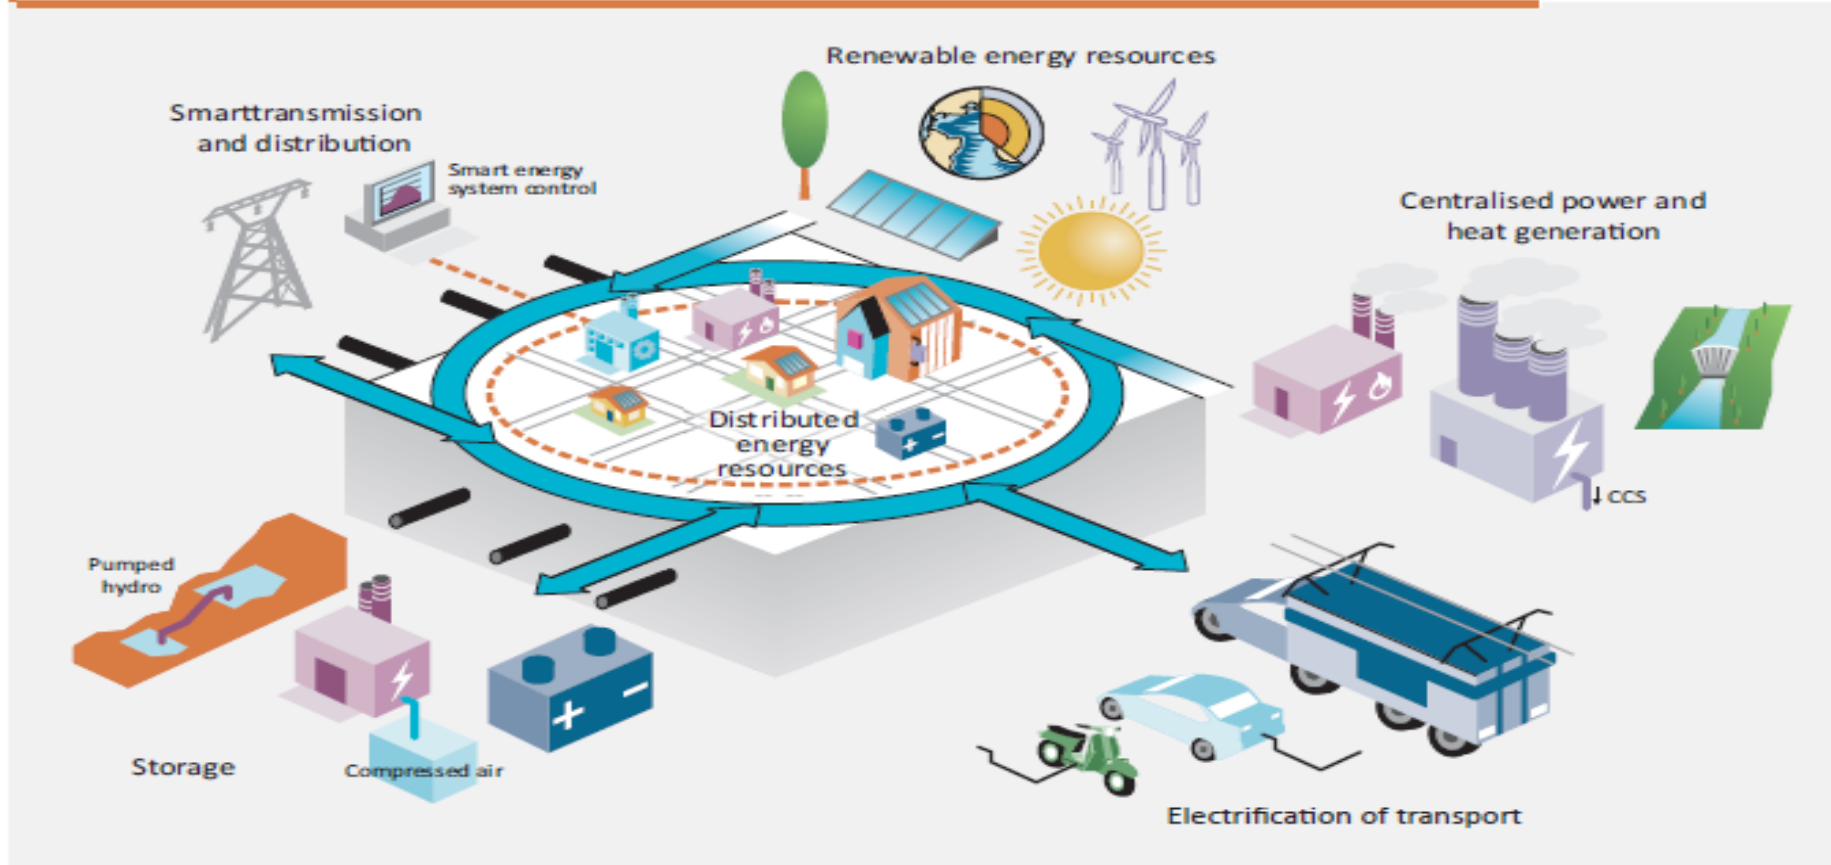 Renewable energy resources
Smarttransmission
and distribution
Smart energy
system control
Centralised power and
heat generation
Distributed
energy
resources
CCS
Pumped
hydro
Storage
Compressed air
Electrification of transport